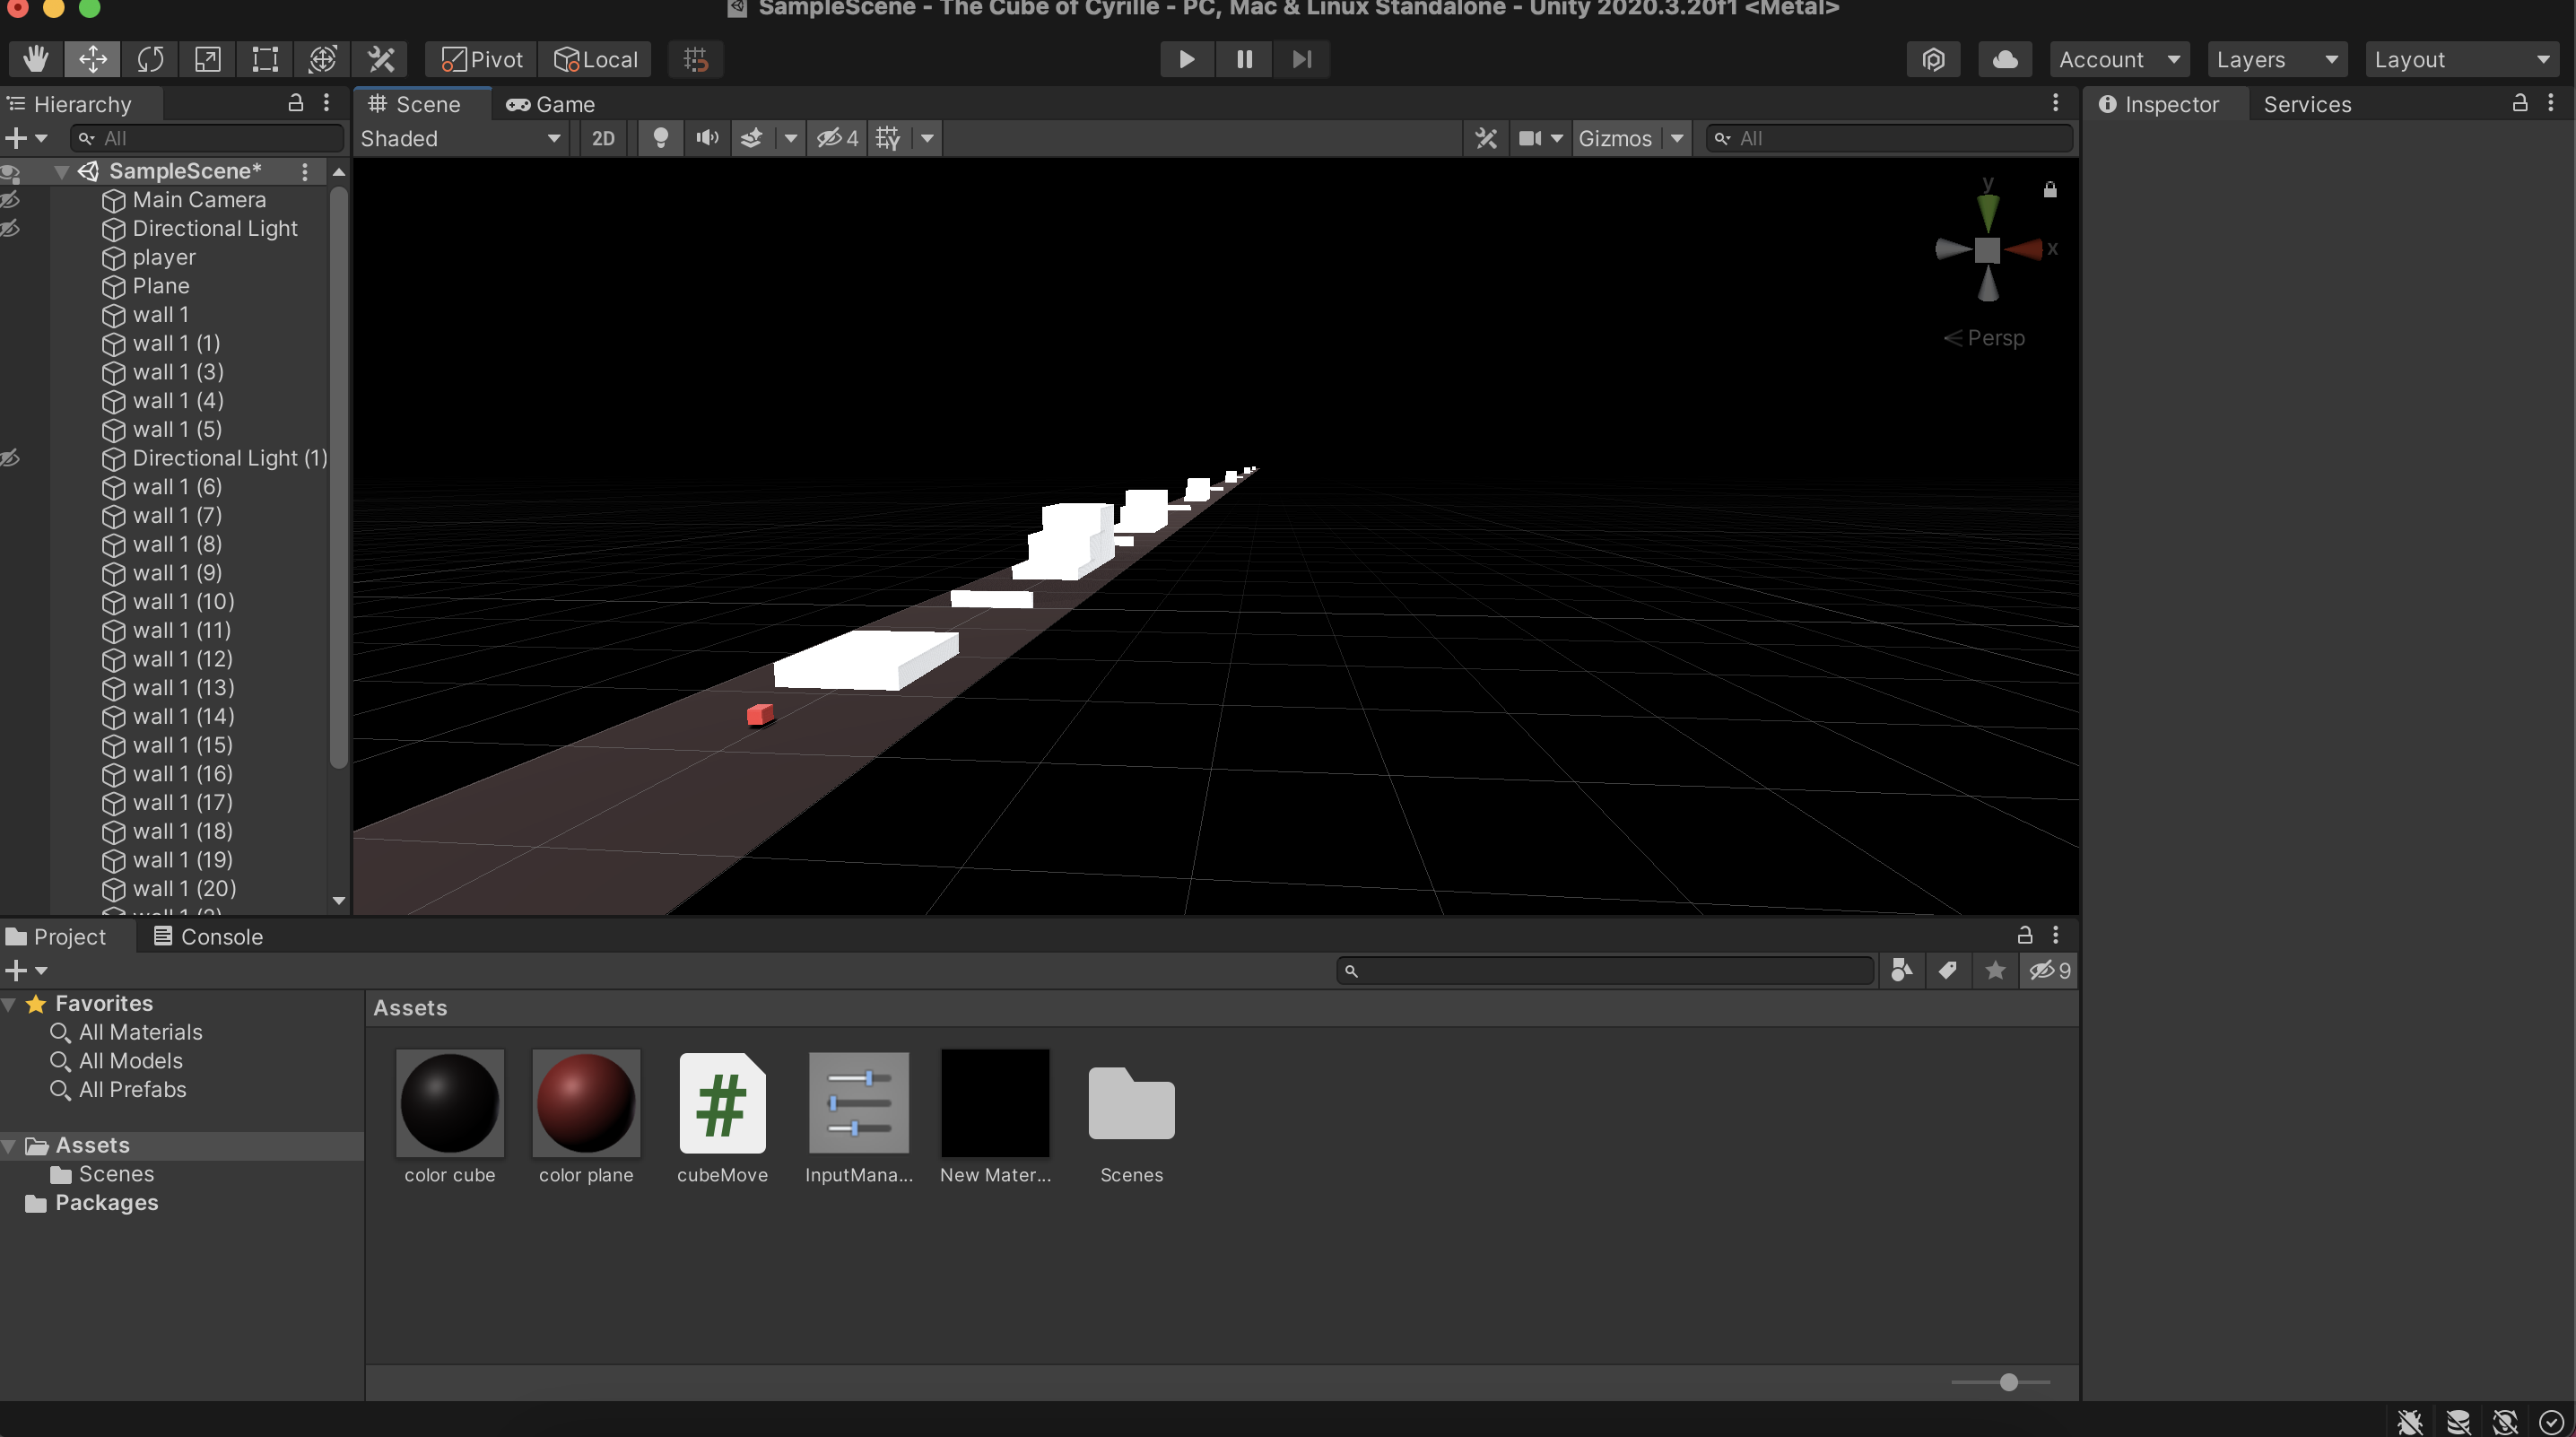 SampleScene - The Cube of Cyrille - PC, Mac & Linux Standalone - Unity 2020.3.20f1 <Metal>
Pivot Local Account Layers Layout
Hierarchy
All
SampleScene*
Main Camera
Directional Light
player
Plane
wall 1
wall 1 (1)
wall 1 (3)
wall 1 (4)
wall 1 (5)
Directional Light (1)
wall 1 (6)
wall 1 (7)
wall 1 (8)
wall 1 (9)
wall 1 (10)
wall 1 (11)
wall 1 (12)
wall 1 (13)
wall 1 (14)
wall 1 (15)
wall 1 (16)
wall 1 (17)
wall 1 (18)
wall 1 (19)
wall 1 (20)
Scene Game
Shaded 2D 4 Gizmos All
y
x
Persp
Inspector Services
Project Console
9
Favorites
All Materials
All Models
All Prefabs
Assets
Scenes
Packages
Assets
color cube color plane cubeMove InputMana... New Mater... Scenes